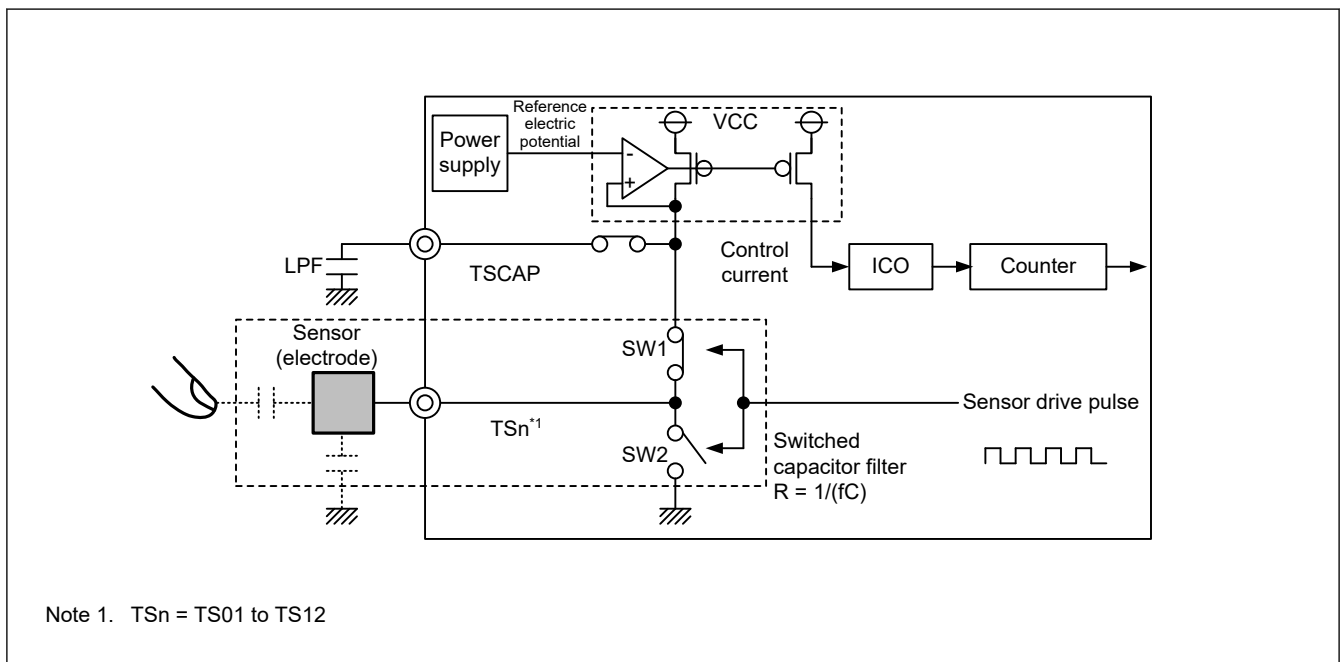 Reference
electric
potential
Power
supply
VCC
-
+
LPF
TSCAP
Control
current
ICO
Counter
Sensor
(electrode)
SW1
TSn*1
SW2
Sensor drive pulse
Switched
capacitor filter
R = 1/(fC)
Note 1. TSn = TS01 to TS12